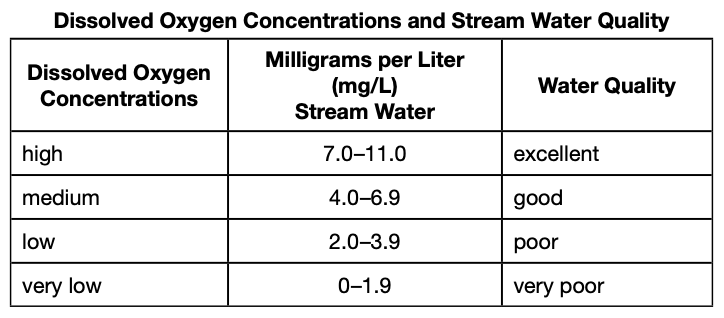 Dissolved Oxygen Concentrations and Stream Water Quality
Dissolved Oxygen
Concentrations
Milligrams per Liter
(mg/L)
Stream Water
Water Quality
high
7.0–11.0
excellent
medium
4.0–6.9
good
low
2.0–3.9
poor
very low
0–1.9
very poor